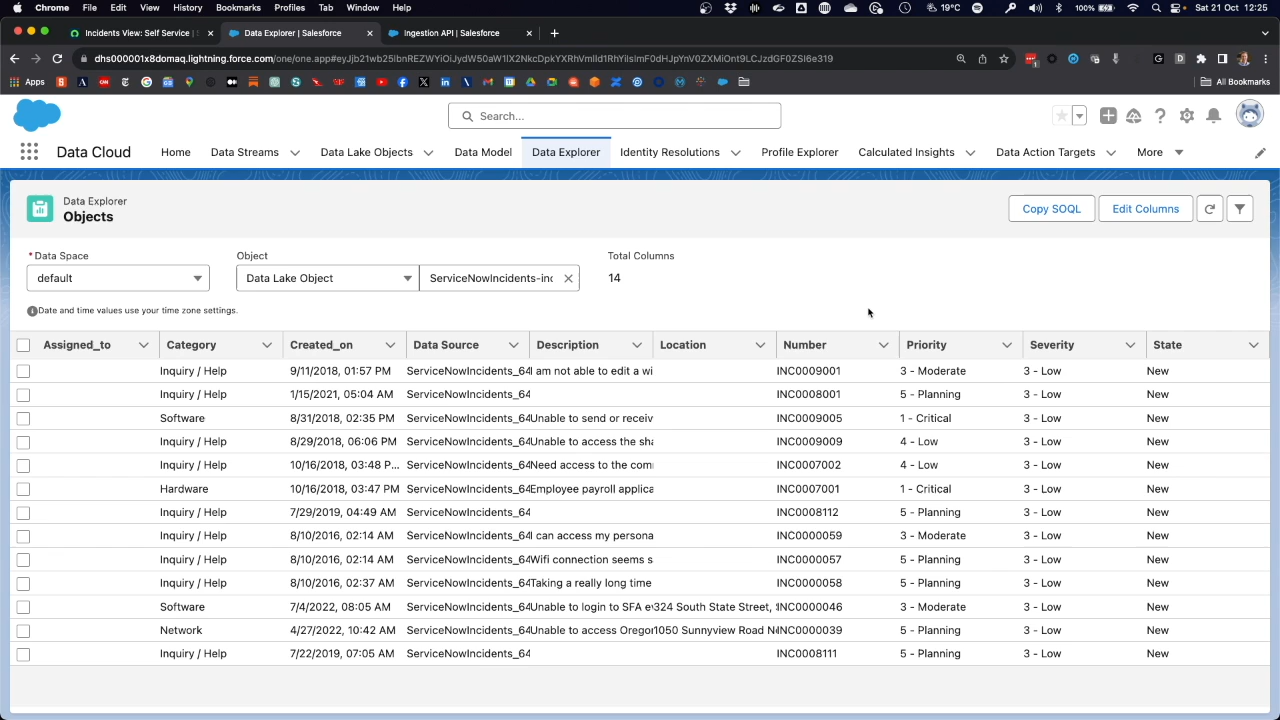 Chrome File Edit View History Bookmarks Profiles Tab Window Help 19°C 100% Sat 21 Oct 12:25
Incidents View: Self Service | Data Explorer | Salesforce Ingestion API | Salesforce
Apps All Bookmarks
Search...
Data Cloud Home Data Streams Data Lake Objects Data Model Data Explorer Identity Resolutions Profile Explorer Calculated Insights Data Action Targets More
Data Explorer
Objects
Copy SOQL Edit Columns
*Data Space Object Total Columns
default Data Lake Object ServiceNowIncidents-inc 14
Date and time values use your time zone settings.
Assigned_to Category Created_on Data Source Description Location Number Priority Severity State
Inquiry / Help 9/11/2018, 01:57 PM ServiceNowIncidents_64 I am not able to edit a wi INC0009001 3 - Moderate 3 - Low New
Inquiry / Help 1/15/2021, 05:04 AM ServiceNowIncidents_64 INC0008001 5 - Planning 3 - Low New
Software 8/31/2018, 02:35 PM ServiceNowIncidents_64 Unable to send or receiv INC0009005 1 - Critical 3 - Low New
Inquiry / Help 8/29/2018, 06:06 PM ServiceNowIncidents_64 Unable to access the sha INC0009009 4 - Low 3 - Low New
Inquiry / Help 10/16/2018, 03:48 P... ServiceNowIncidents_64 Need access to the com INC0007002 4 - Low 3 - Low New
Hardware 10/16/2018, 03:47 PM ServiceNowIncidents_64 Employee payroll applica INC0007001 1 - Critical 3 - Low New
Inquiry / Help 7/29/2019, 04:49 AM ServiceNowIncidents_64 INC0008112 5 - Planning 3 - Low New
Inquiry / Help 8/10/2016, 02:14 AM ServiceNowIncidents_64 I can access my persona INC0000059 3 - Moderate 3 - Low New
Inquiry / Help 8/10/2016, 02:14 AM ServiceNowIncidents_64 Wifi connection seems s INC0000057 5 - Planning 3 - Low New
Inquiry / Help 8/10/2016, 02:37 AM ServiceNowIncidents_64 Taking a really long time INC0000058 5 - Planning 3 - Low New
Software 7/4/2022, 08:05 AM ServiceNowIncidents_64 Unable to login to SFA 324 South State Street, INC0000046 3 - Moderate 3 - Low New
Network 4/27/2022, 10:42 AM ServiceNowIncidents_64 Unable to access Oregon 1050 Sunnyview Road INC0000039 5 - Planning 3 - Low New
Inquiry / Help 7/22/2019, 07:05 AM ServiceNowIncidents_64 INC0008111 5 - Planning 3 - Low New